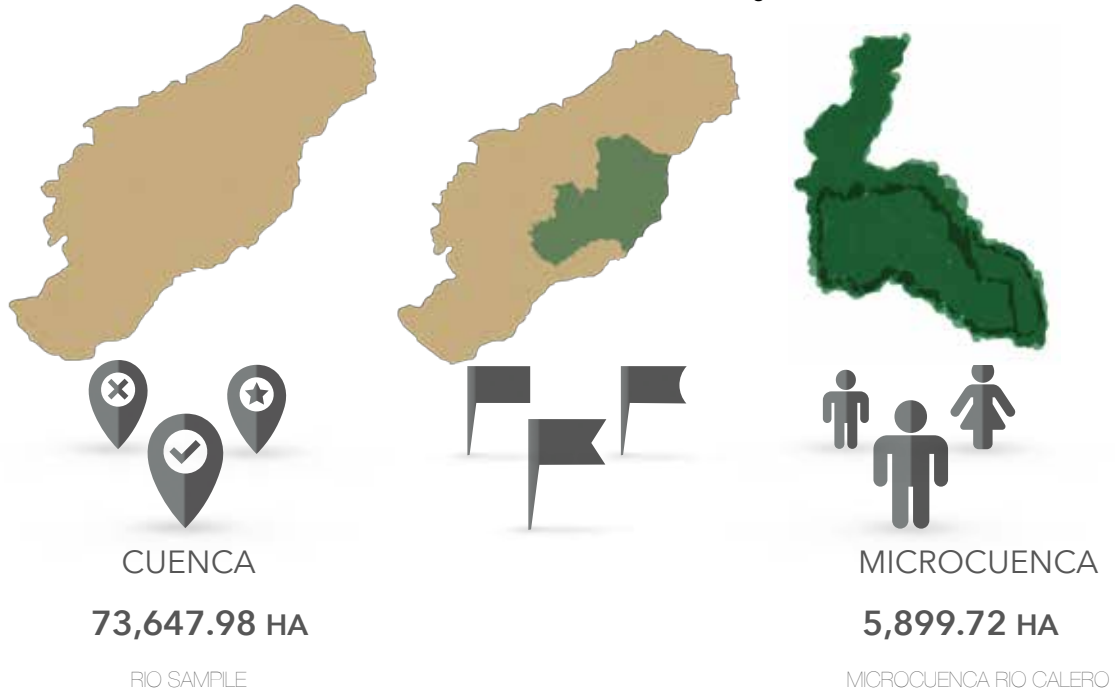 CUENCA
73,647.98 HA
RIO SAMPILE
MICROCUENCA
5,899.72 HA
MICROCUENCA RIO CALERO